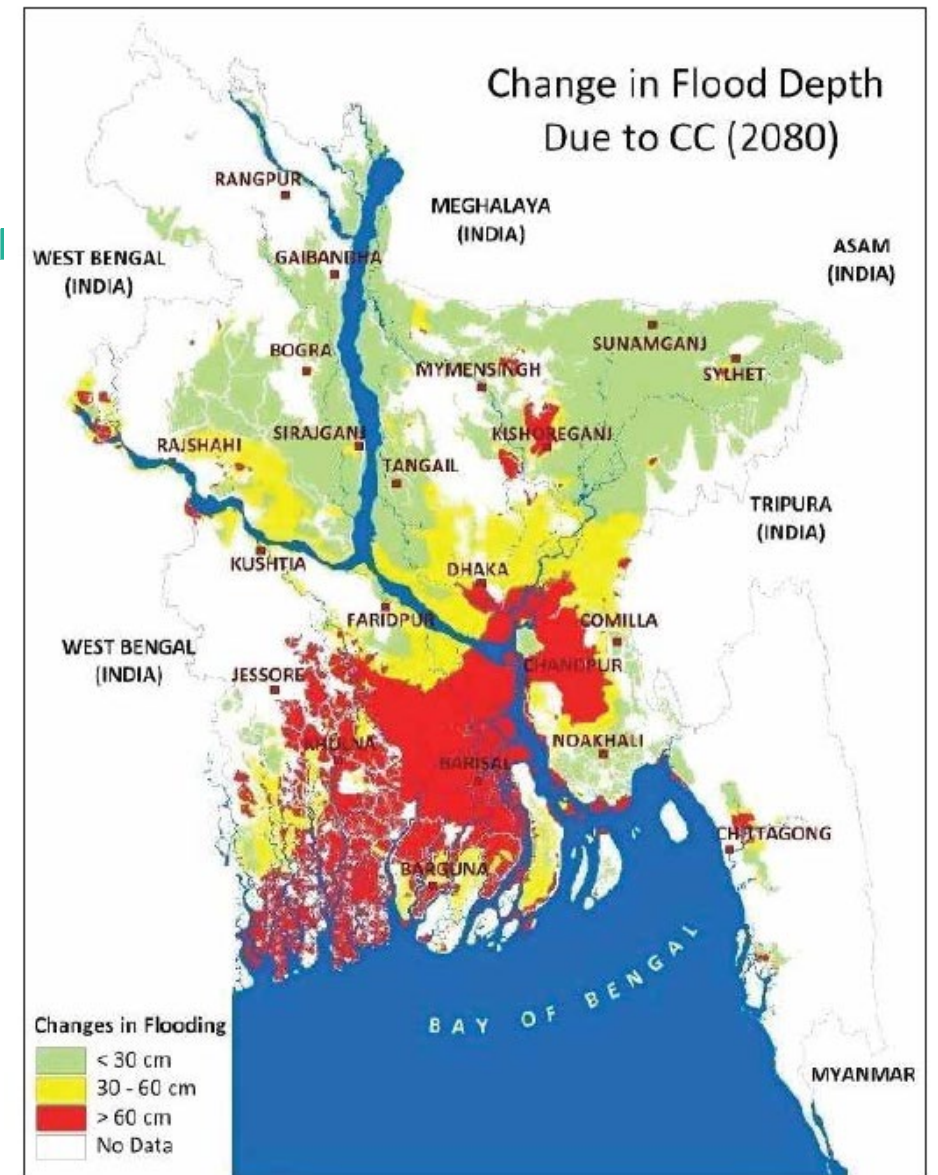 Change in Flood Depth
Due to CC (2080)
RANGPUR
MEGHALAYA
(INDIA)
WEST BENGAL
(INDIA)
GAIBANDHA
ASAM
(INDIA)
BOGRA
SUNAMGANJ
MYMENSINGH
SYLHET
RAJSHAHI
SIRAJGANJ
KISHOREGANJ
TANGAIL
TRIPURA
(INDIA)
KUSHTIA
DHAKA
FARIDPUR
COMILLA
WEST BENGAL
(INDIA)
JESSORE
CHANDPUR
KHULNA
NOAKHALI
BARISAL
CHITTAGONG
BARGUNA
BAY OF BENGAL
Changes in Flooding
< 30 cm
30 - 60 cm
> 60 cm
No Data
MYANMAR